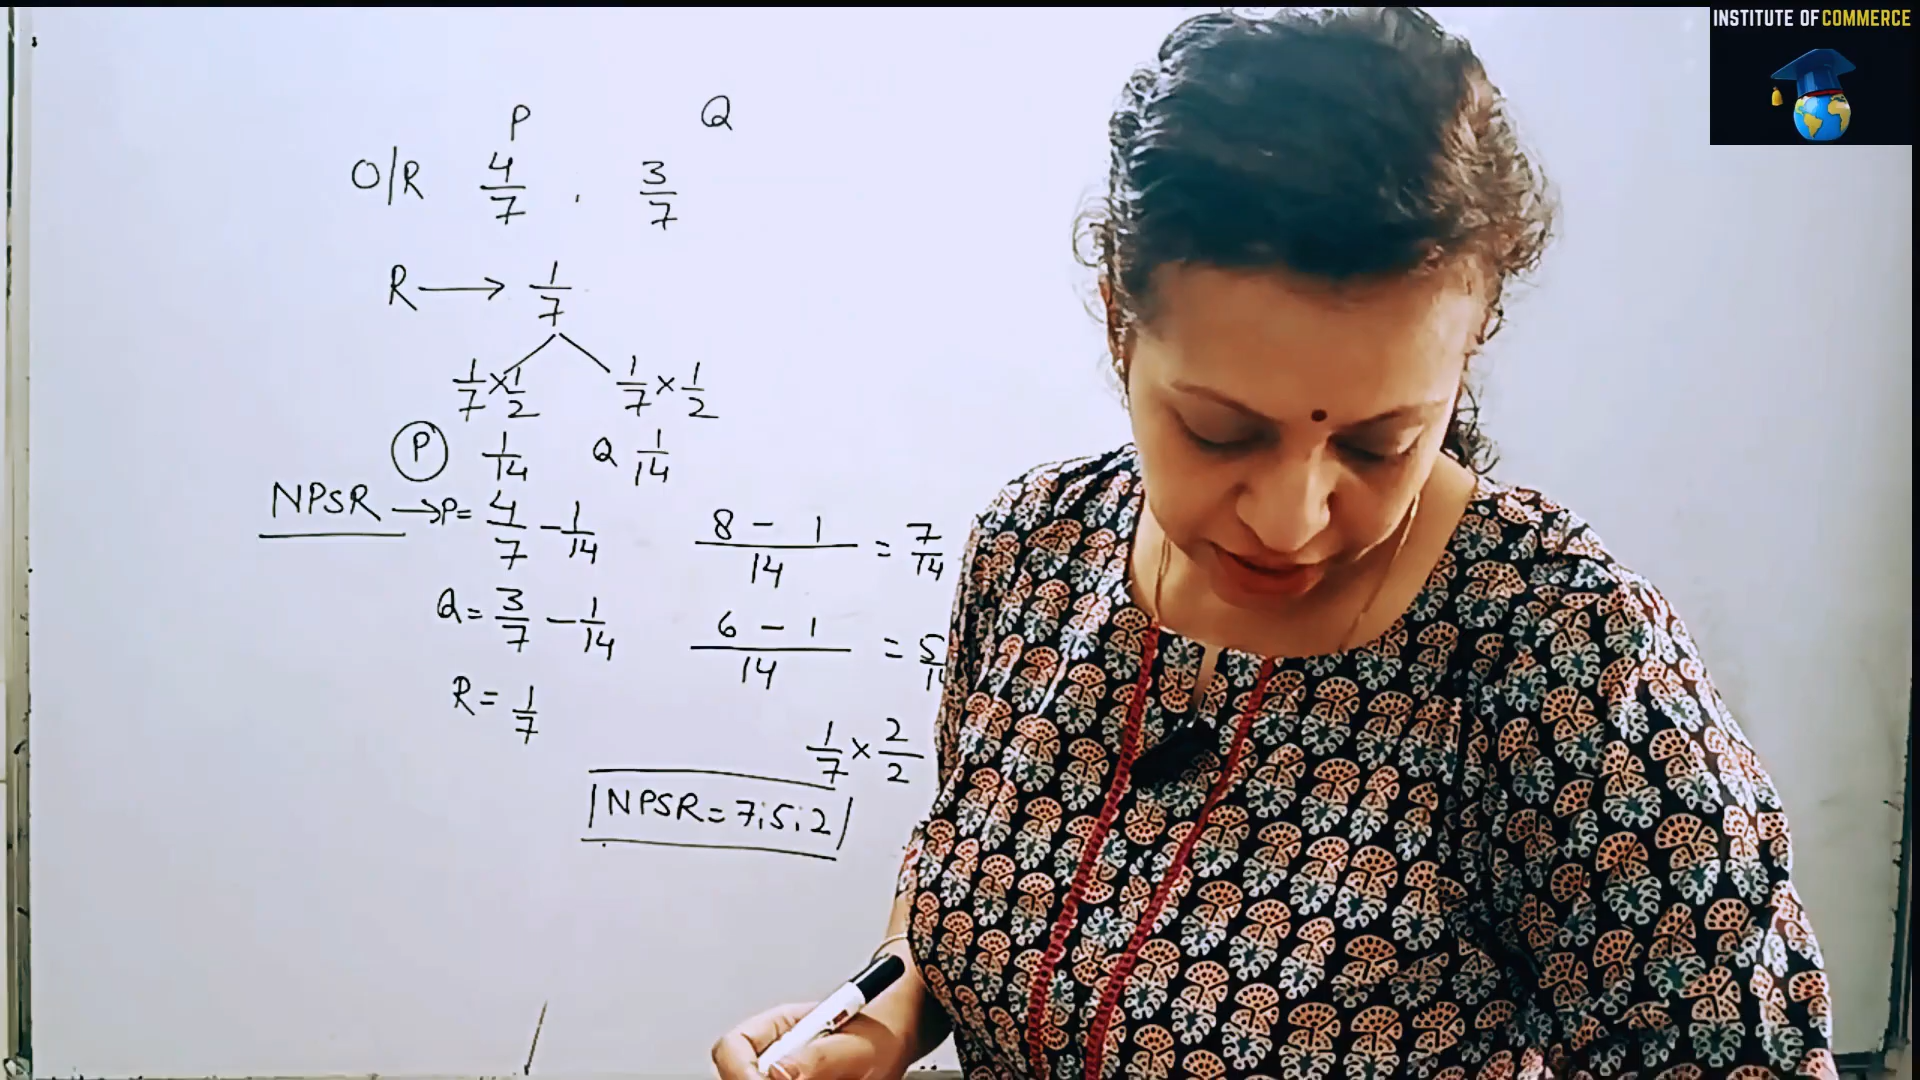 INSTITUTE OF COMMERCE
P Q
O/R 4/7 . 3/7
R → 1/7
1/7 × 1/2 1/7 × 1/2
P 1/14 Q 1/14
NPSR → P = 4/7 - 1/14 8 - 1/14 = 7/14
Q = 3/7 - 1/14 6 - 1/14 = 5/14
R = 1/7 1/7 × 2/2
NPSR = 7:5:2